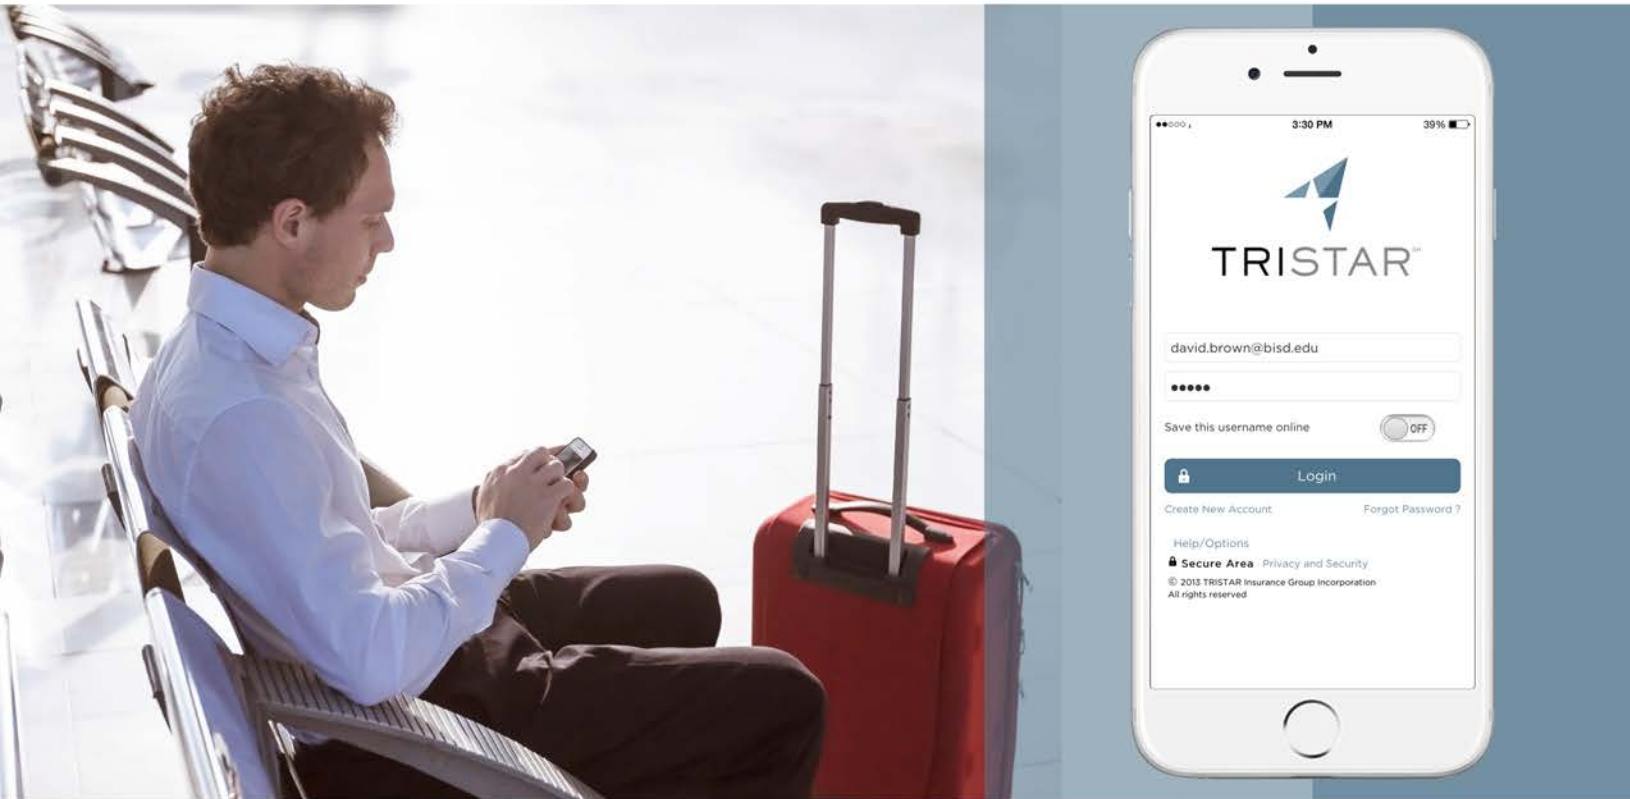 3:30 PM
39%
TRISTAR℠
david.brown@bisd.edu
•••••
Save this username online
OFF
Login
Create New Account
Forgot Password ?
Help/Options
Secure Area Privacy and Security
© 2013 TRISTAR Insurance Group Incorporation
All rights reserved